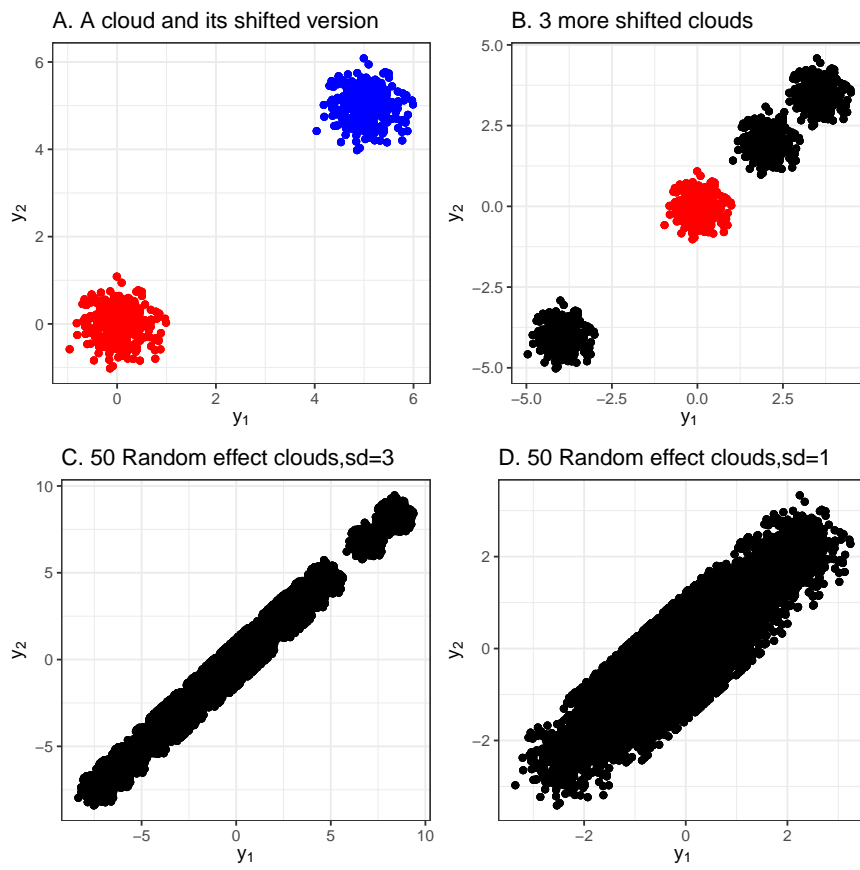 A. A cloud and its shifted version
6
4
2
0
y2
0
2
4
6
y1
B. 3 more shifted clouds
5.0
2.5
0.0
−2.5
−5.0
y2
−5.0
−2.5
0.0
2.5
y1
C. 50 Random effect clouds,sd=3
10
5
0
−5
y2
−5
0
5
10
y1
D. 50 Random effect clouds,sd=1
2
0
−2
y2
−2
0
2
y1